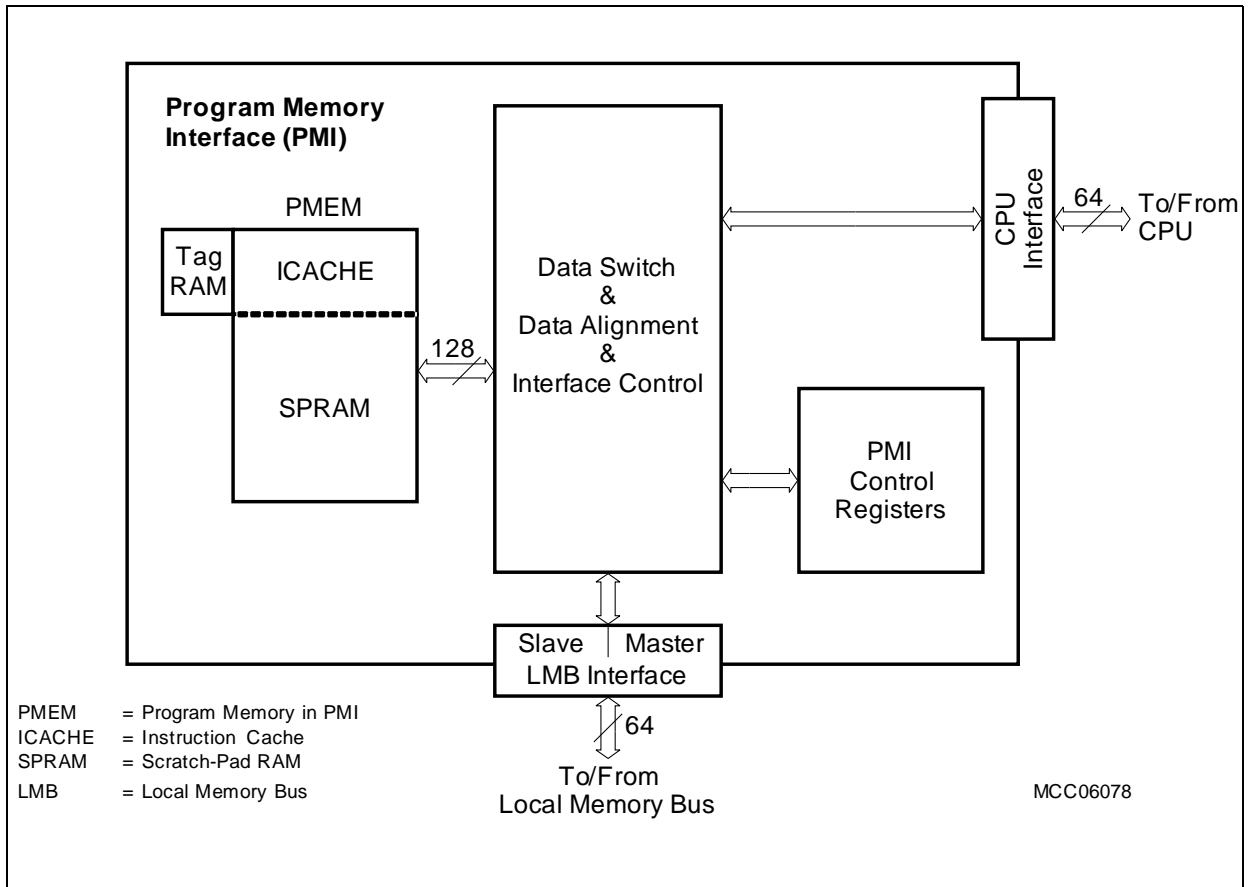 Program Memory
Interface (PMI)
PMEM
Tag
RAM
ICACHE
SPRAM
128
Data Switch
&
Data Alignment
&
Interface Control
CPU
Interface
64
To/From
CPU
PMI
Control
Registers
Slave Master
LMB Interface
64
To/From
Local Memory Bus
PMEM = Program Memory in PMI
ICACHE = Instruction Cache
SPRAM = Scratch-Pad RAM
LMB = Local Memory Bus
MCC06078